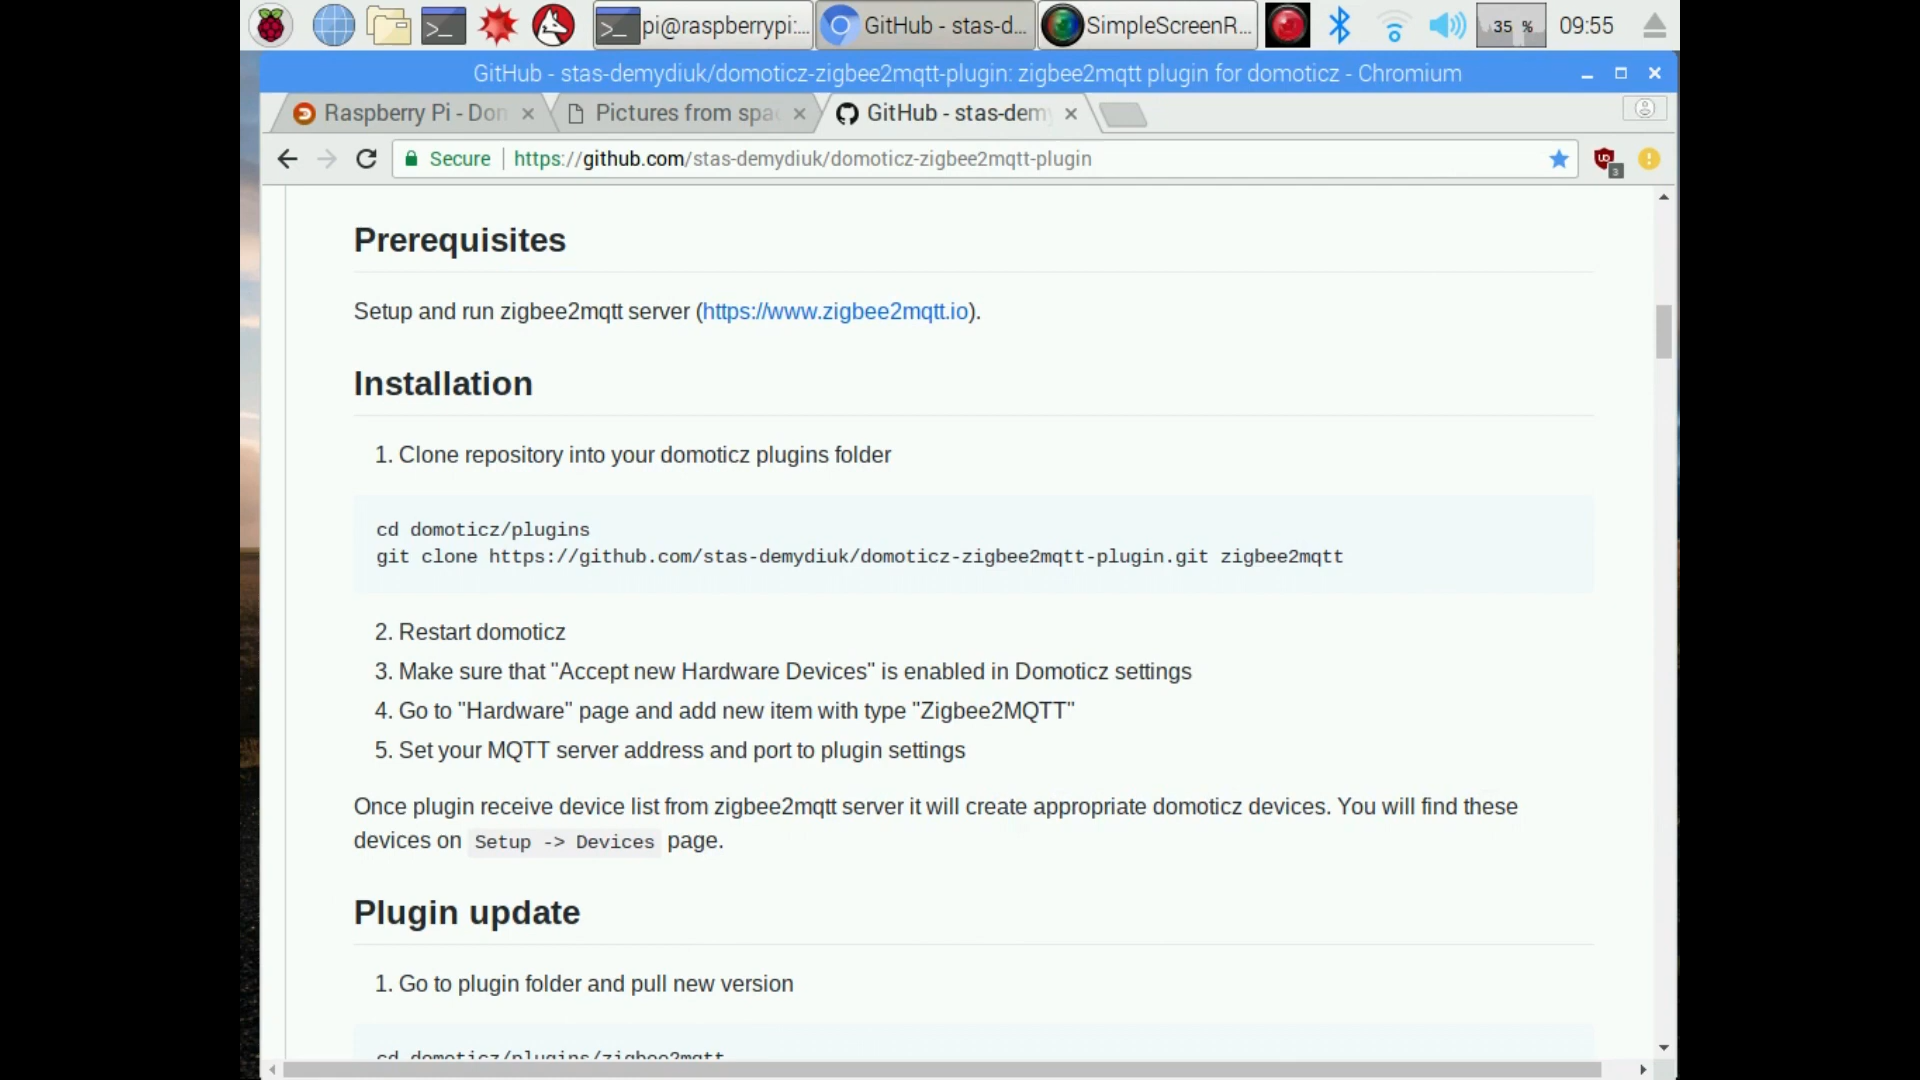 pi@raspberrypi:... GitHub - stas-d... SimpleScreenR... 35 % 09:55
GitHub - stas-demydiuk/domoticz-zigbee2mqtt-plugin: zigbee2mqtt plugin for domoticz - Chromium
Raspberry Pi - Dom Pictures from spa GitHub - stas-demy
Secure https://github.com/stas-demydiuk/domoticz-zigbee2mqtt-plugin 3
Prerequisites
Setup and run zigbee2mqtt server (https://www.zigbee2mqtt.io).
Installation
1. Clone repository into your domoticz plugins folder
cd domoticz/plugins
git clone https://github.com/stas-demydiuk/domoticz-zigbee2mqtt-plugin.git zigbee2mqtt
2. Restart domoticz
3. Make sure that "Accept new Hardware Devices" is enabled in Domoticz settings
4. Go to "Hardware" page and add new item with type "Zigbee2MQTT"
5. Set your MQTT server address and port to plugin settings
Once plugin receive device list from zigbee2mqtt server it will create appropriate domoticz devices. You will find these
devices on Setup -> Devices page.
Plugin update
1. Go to plugin folder and pull new version
cd domoticz/plugins/zigbee2mqtt